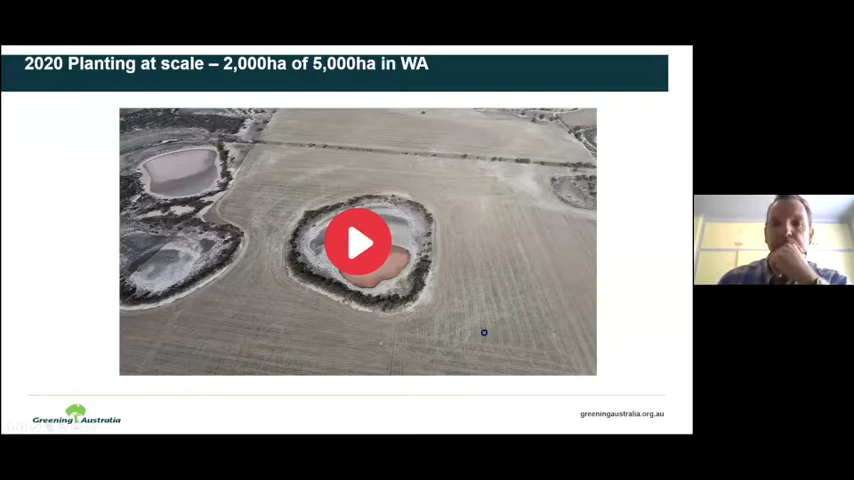 2020 Planting at scale – 2,000ha of 5,000ha in WA
Greening Australia
greeningaustralia.org.au